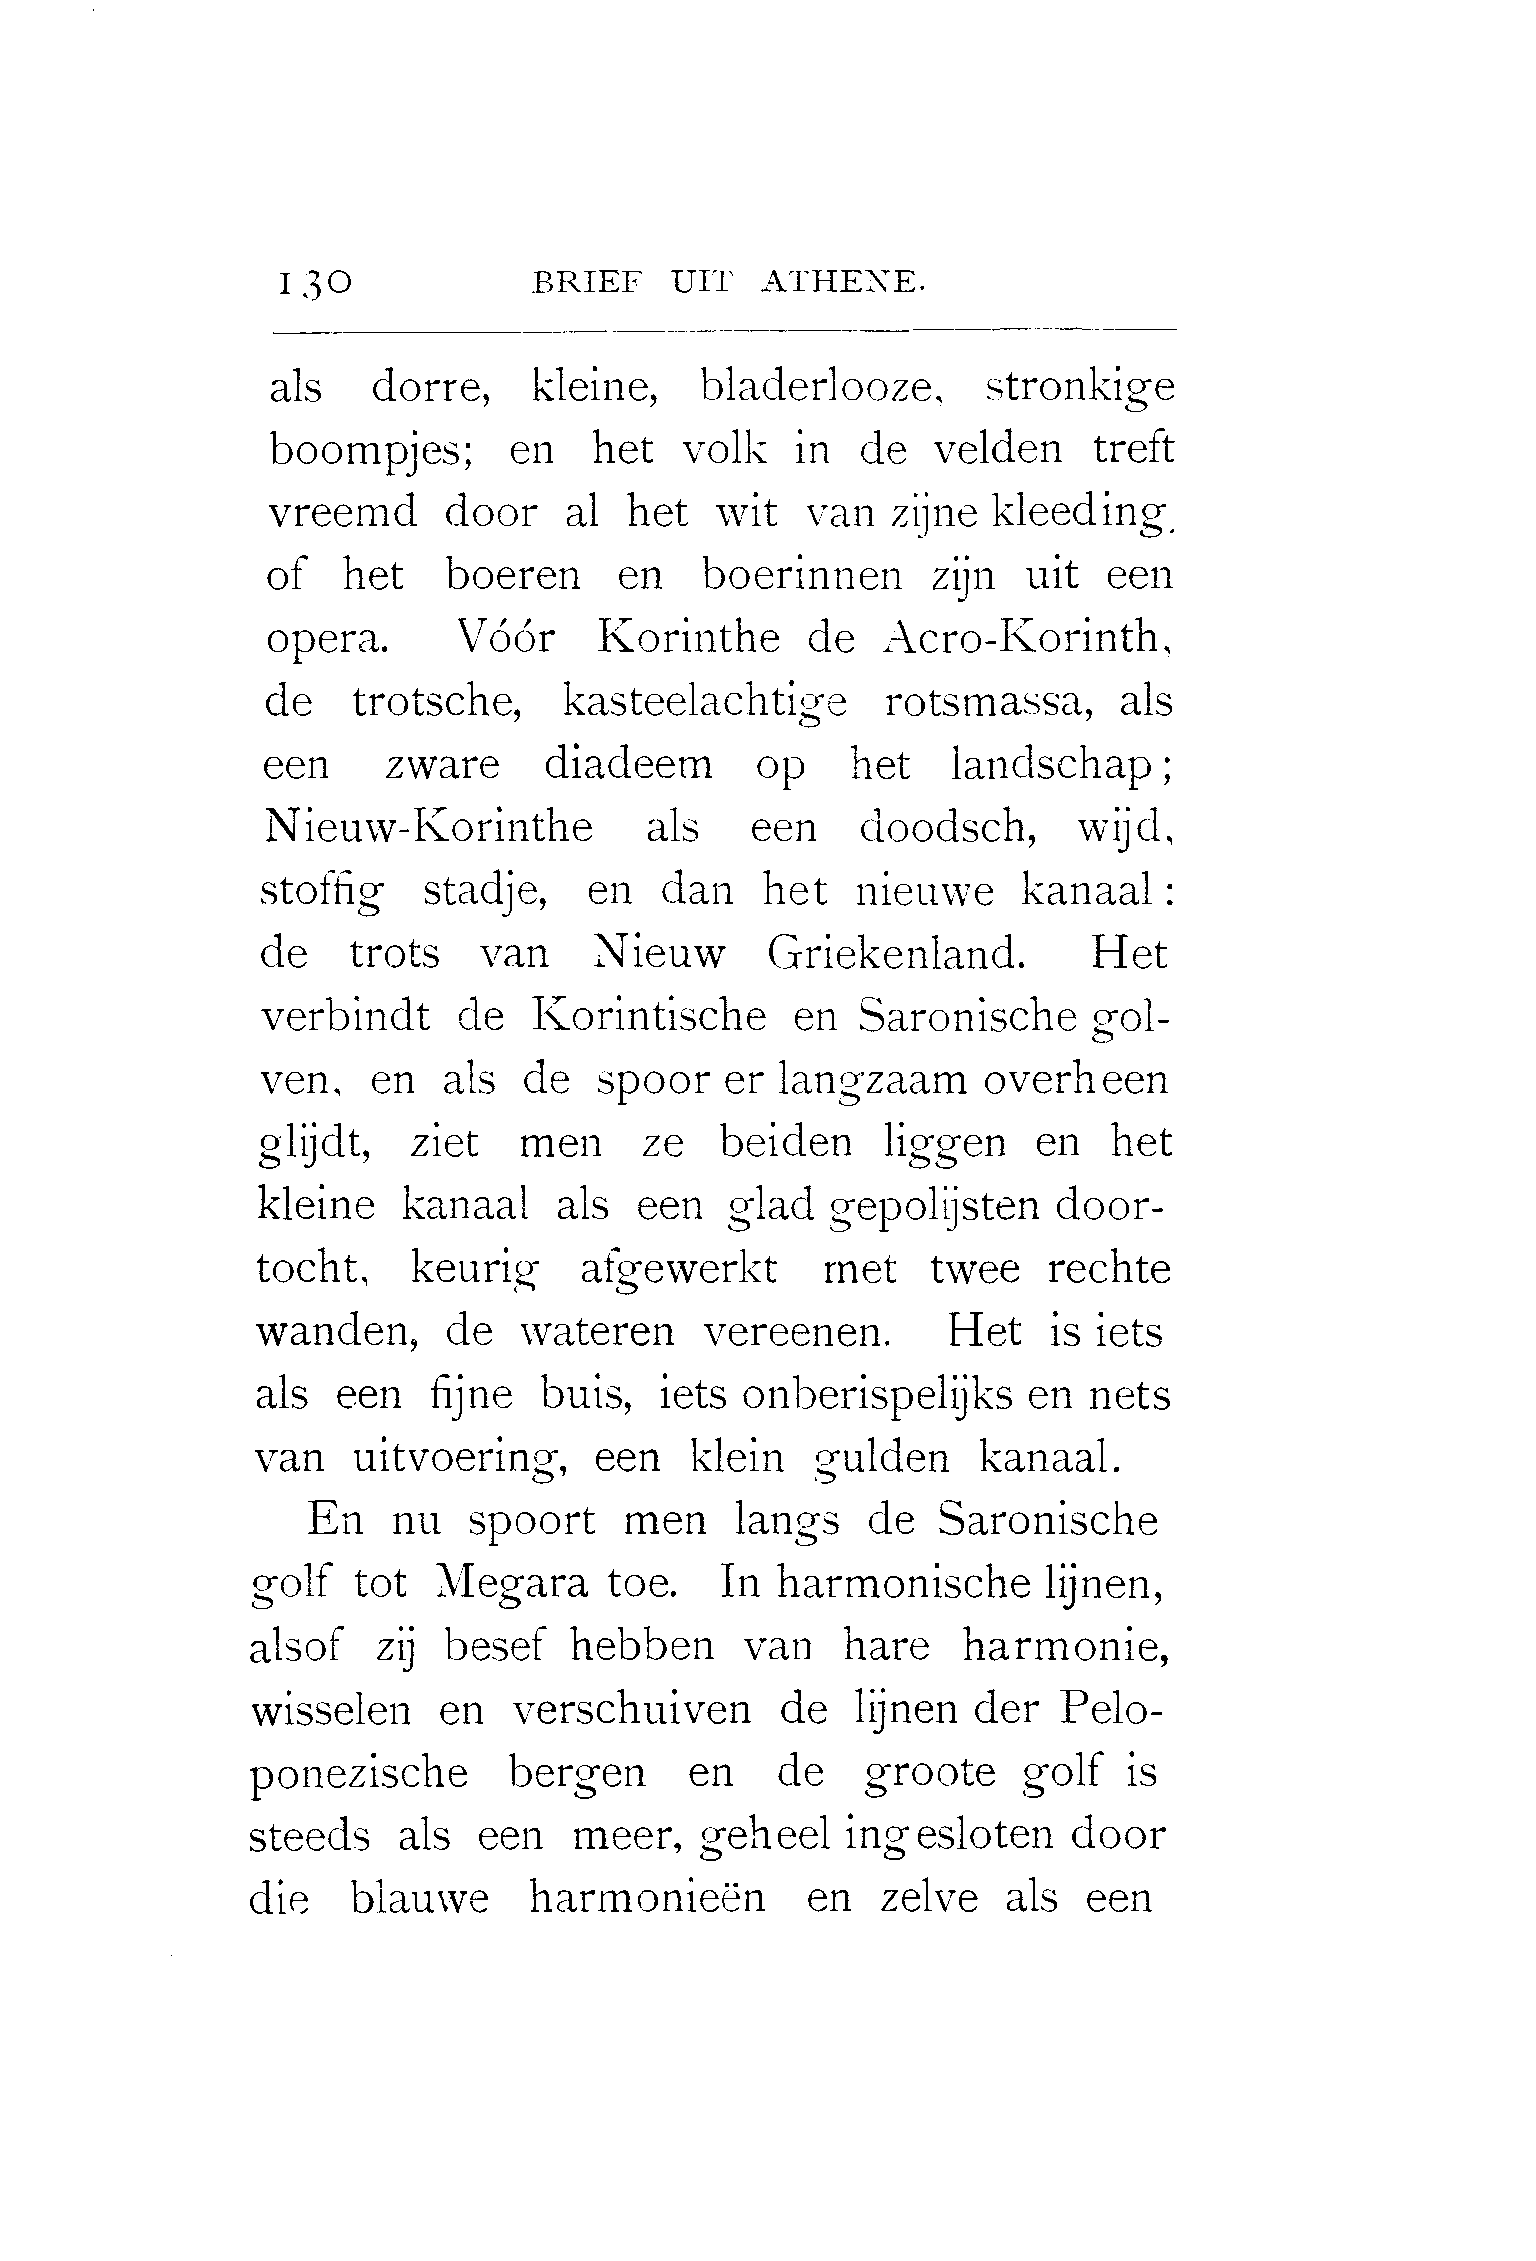 130 BRIEF UIT ATHENE.
als dorre, kleine, bladerlooze, stronkige
boompjes; en het volk in de velden treft
vreemd door al het wit van zijne kleeding,
of het boeren en boerinnen zijn uit een
opera. Vóór Korinthe de Acro-Korinth,
de trotsche, kasteelachtige rotsmassa, als
een zware diadeem op het landschap;
Nieuw-Korinthe als een doodsch, wijd,
stoffig stadje, en dan het nieuwe kanaal:
de trots van Nieuw Griekenland. Het
verbindt de Korintische en Saronische gol-
ven, en als de spoor er langzaam overheen
glijdt, ziet men ze beiden liggen en het
kleine kanaal als een glad gepolijsten door-
tocht, keurig afgewerkt met twee rechte
wanden, de wateren vereenen. Het is iets
als een fijne buis, iets onberispelijks en nets
van uitvoering, een klein gulden kanaal.
En nu spoort men langs de Saronische
golf tot Megara toe. In harmonische lijnen,
alsof zij besef hebben van hare harmonie,
wisselen en verschuiven de lijnen der Pelo-
ponezische bergen en de groote golf is
steeds als een meer, geheel ingesloten door
die blauwe harmonieën en zelve als een